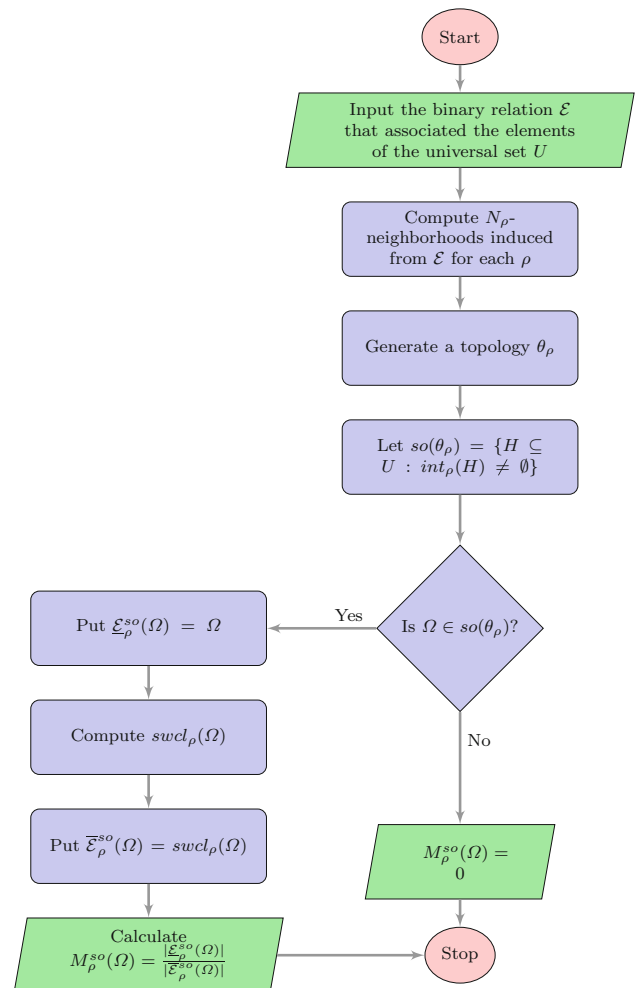 Start
Input the binary relation ℰ
that associated the elements
of the universal set U
Compute N_ρ-
neighborhoods induced
from ℰ for each ρ
Generate a topology θ_ρ
Let so(θ_ρ) = {H ⊆
U : int_ρ(H) ≠ ∅}
Is Ω ∈ so(θ_ρ)?
Yes
No
Put \underline{ℰ}_ρ^{so}(Ω) = Ω
Compute swcl_ρ(Ω)
Put \overline{ℰ}_ρ^{so}(Ω) = swcl_ρ(Ω)
Calculate
M_ρ^{so}(Ω) = \frac{|\underline{ℰ}_ρ^{so}(Ω)|}{|\overline{ℰ}_ρ^{so}(Ω)|}
M_ρ^{so}(Ω) =
0
Stop